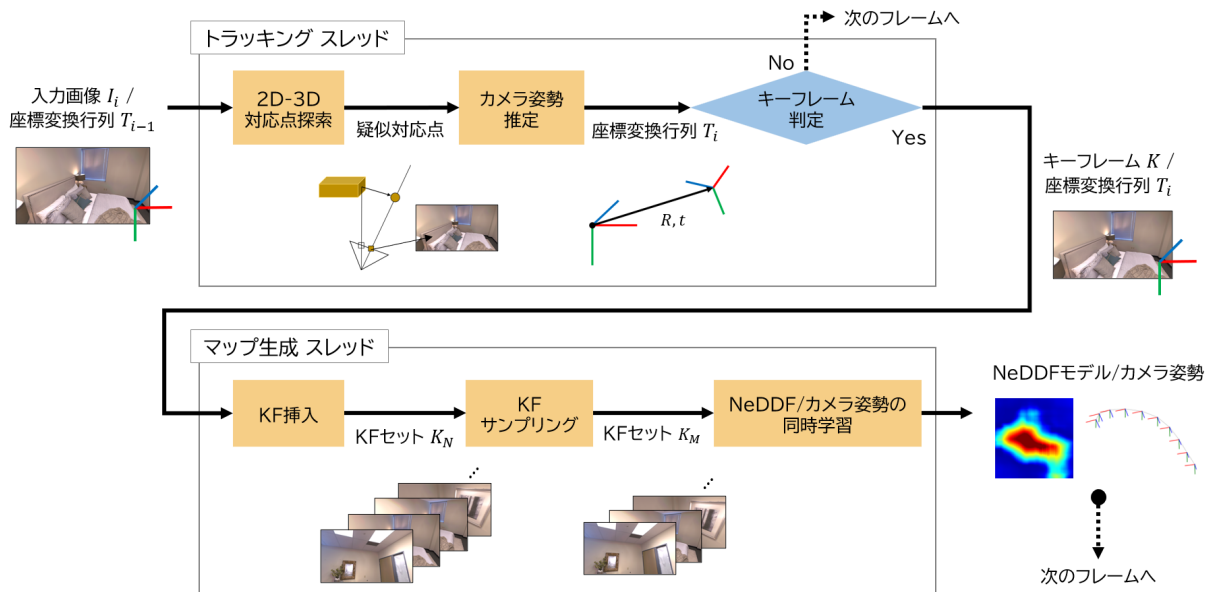 次のフレームへ
トラッキング スレッド
入力画像 I_i /
座標変換行列 T_{i−1}
2D-3D
対応点探索
疑似対応点
カメラ姿勢
推定
座標変換行列 T_i
No
キーフレーム
判定
Yes
R, t
キーフレーム K /
座標変換行列 T_i
マップ生成 スレッド
KF挿入
KFセット K_N
KF
サンプリング
KFセット K_M
NeDDF/カメラ姿勢の
同時学習
NeDDFモデル/カメラ姿勢
次のフレームへ